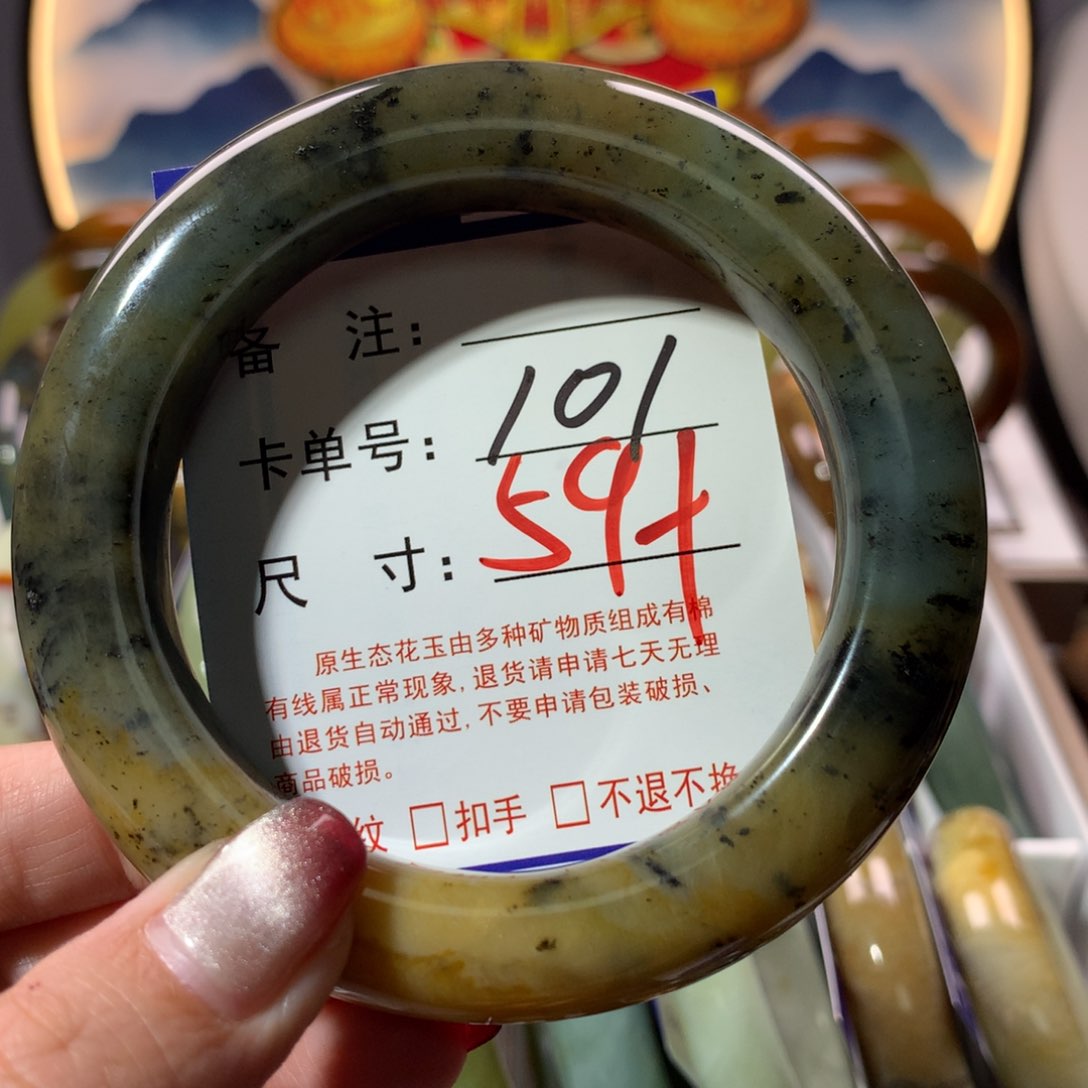 备 注：
卡单号：101
尺 寸：59+
原生态花玉由多种矿物质组成有棉
有线属正常现象,退货请申请七天无理
由退货自动通过,不要申请包装破损、
商品破损。
纹 □扣手 □不退不换